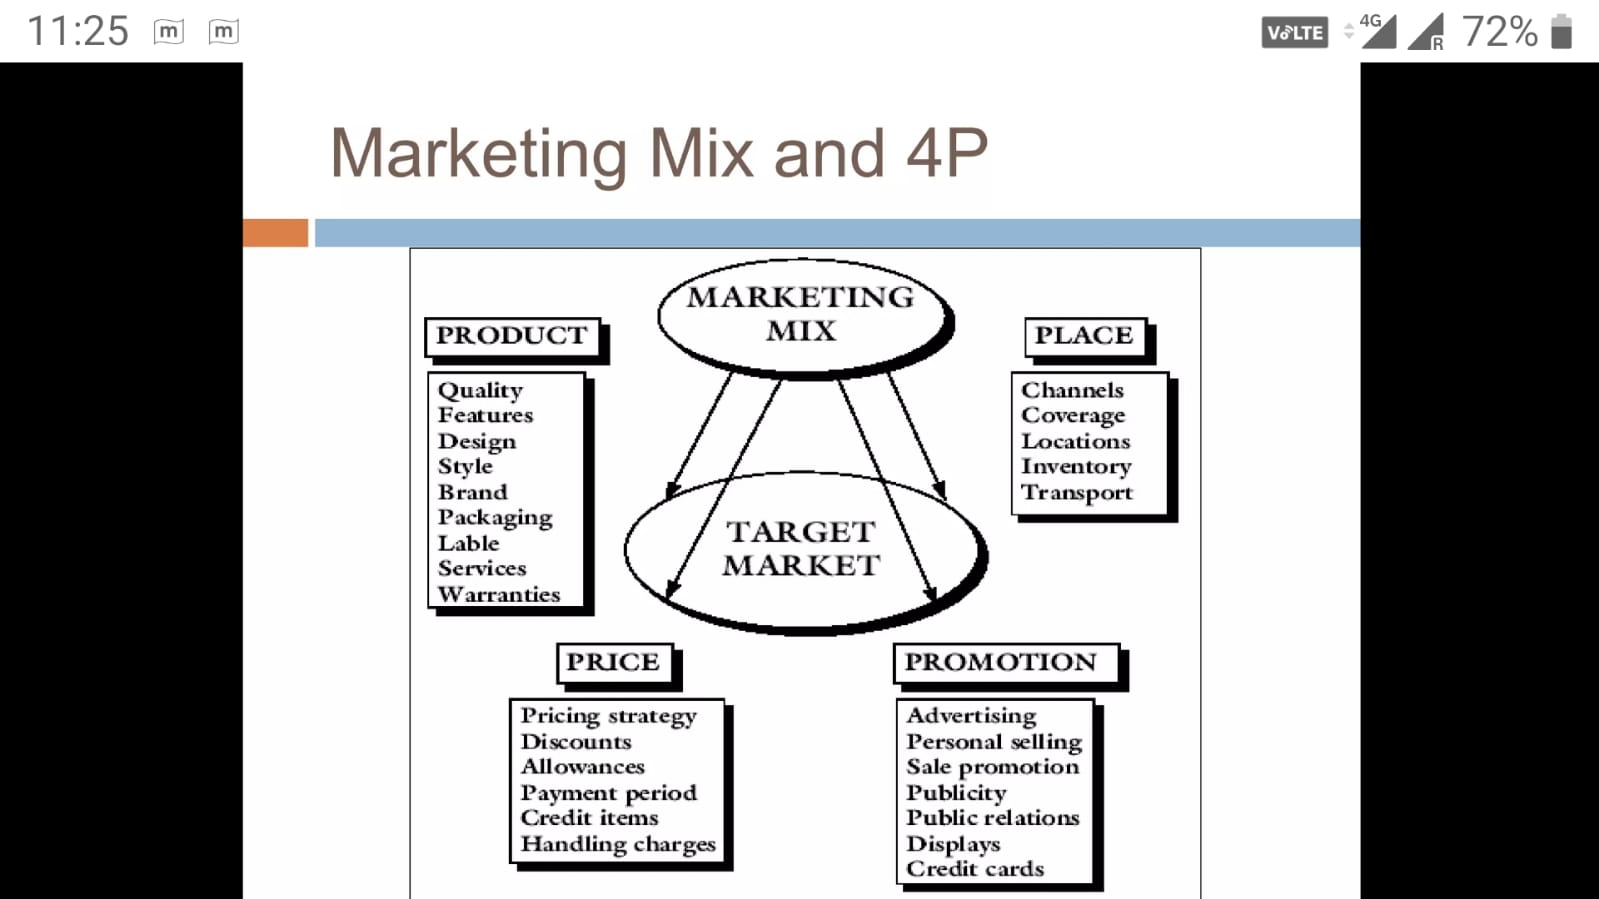 11:25 m m VoLTE 4G R 72%
Marketing Mix and 4P
MARKETING
MIX
PRODUCT
Quality
Features
Design
Style
Brand
Packaging
Lable
Services
Warranties
PLACE
Channels
Coverage
Locations
Inventory
Transport
TARGET
MARKET
PRICE
Pricing strategy
Discounts
Allowances
Payment period
Credit items
Handling charges
PROMOTION
Advertising
Personal selling
Sale promotion
Publicity
Public relations
Displays
Credit cards